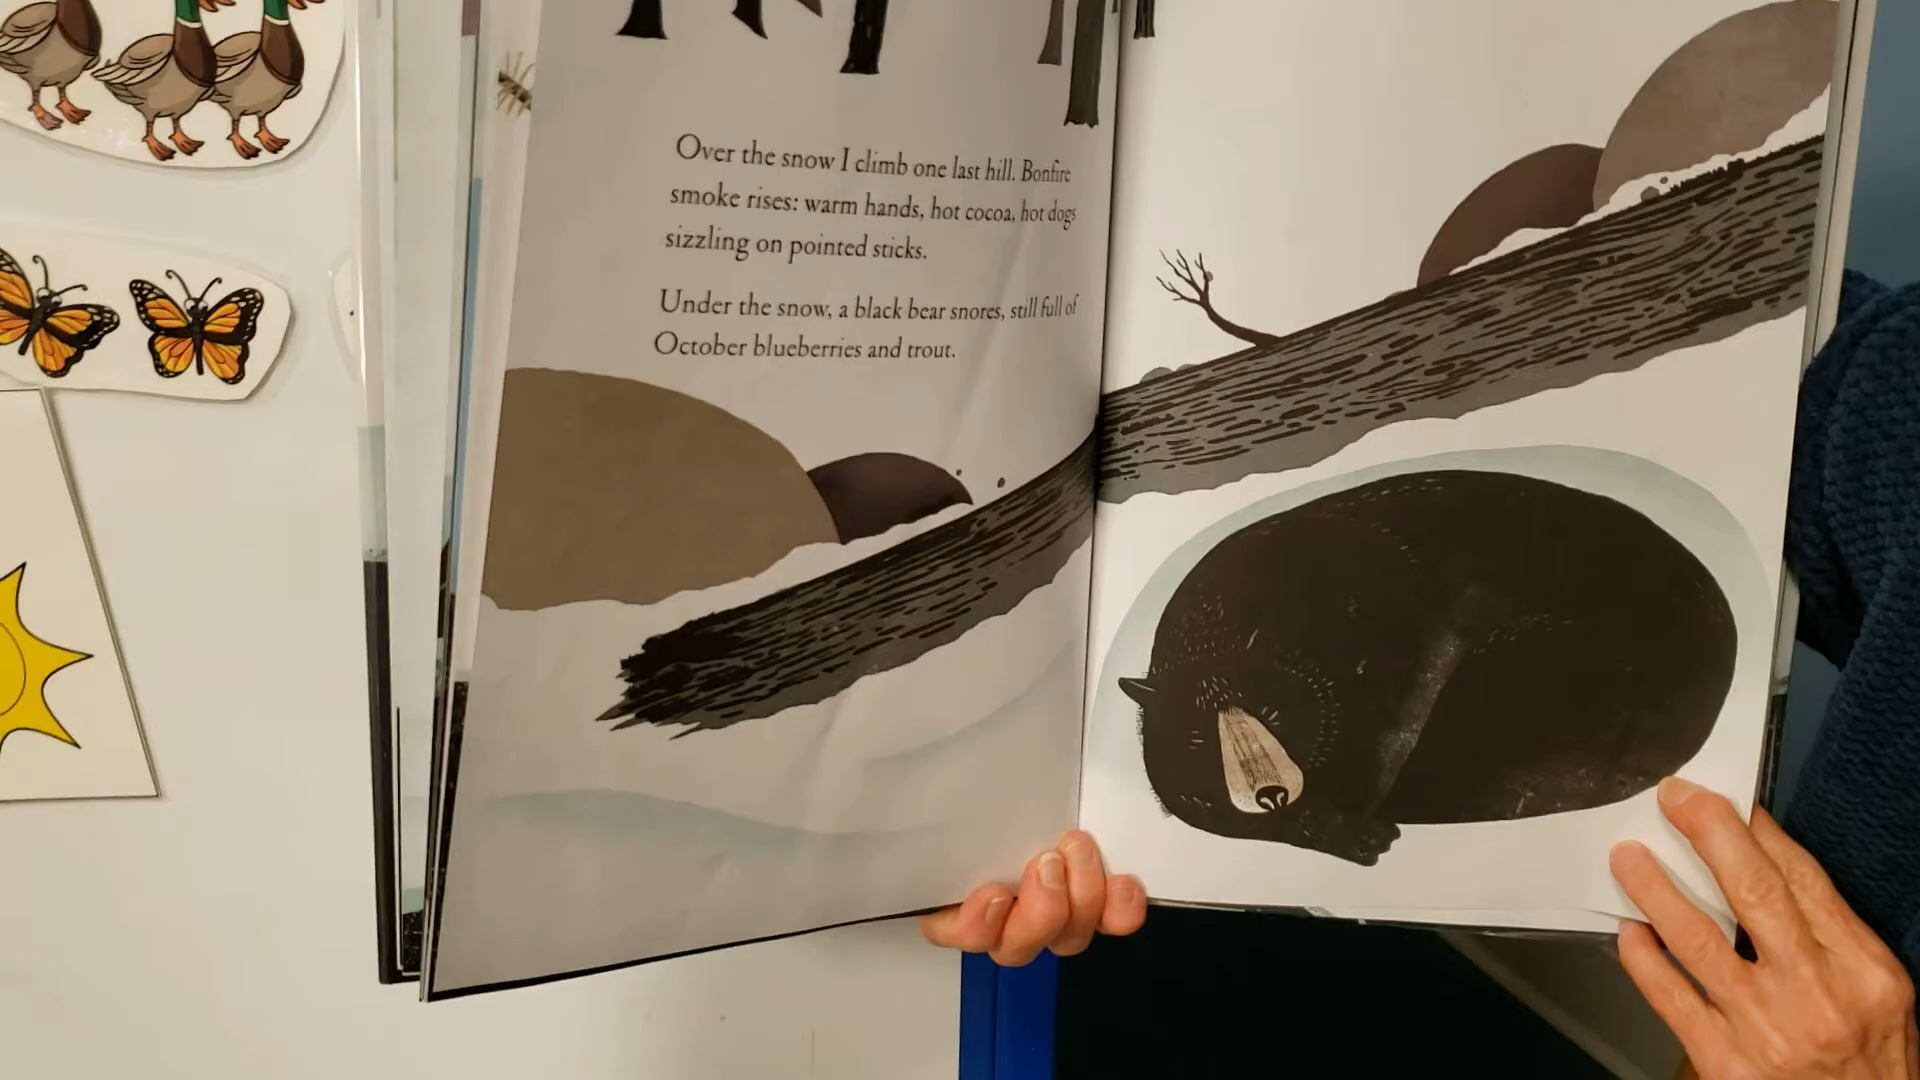 Over the snow I climb one last hill. Bonfire
smoke rises: warm hands, hot cocoa, hot dogs
sizzling on pointed sticks.
Under the snow, a black bear snores, still full of
October blueberries and trout.